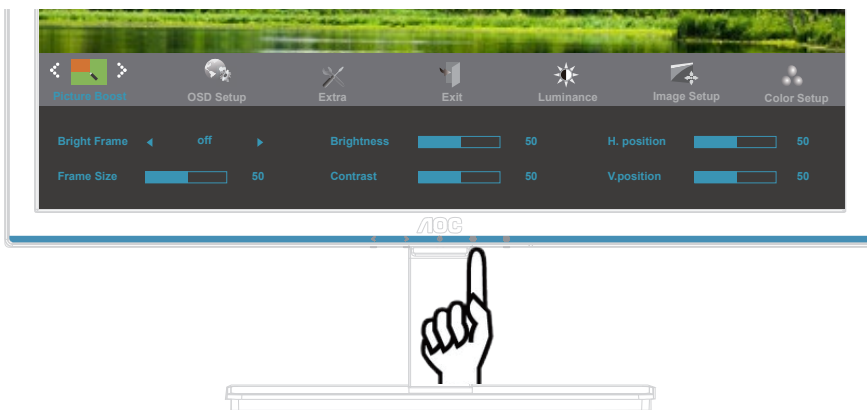 Picture Boost OSD Setup Extra Exit Luminance Image Setup Color Setup
Bright Frame off Brightness 50 H. position 50
Frame Size 50 Contrast 50 V.position 50
AOC